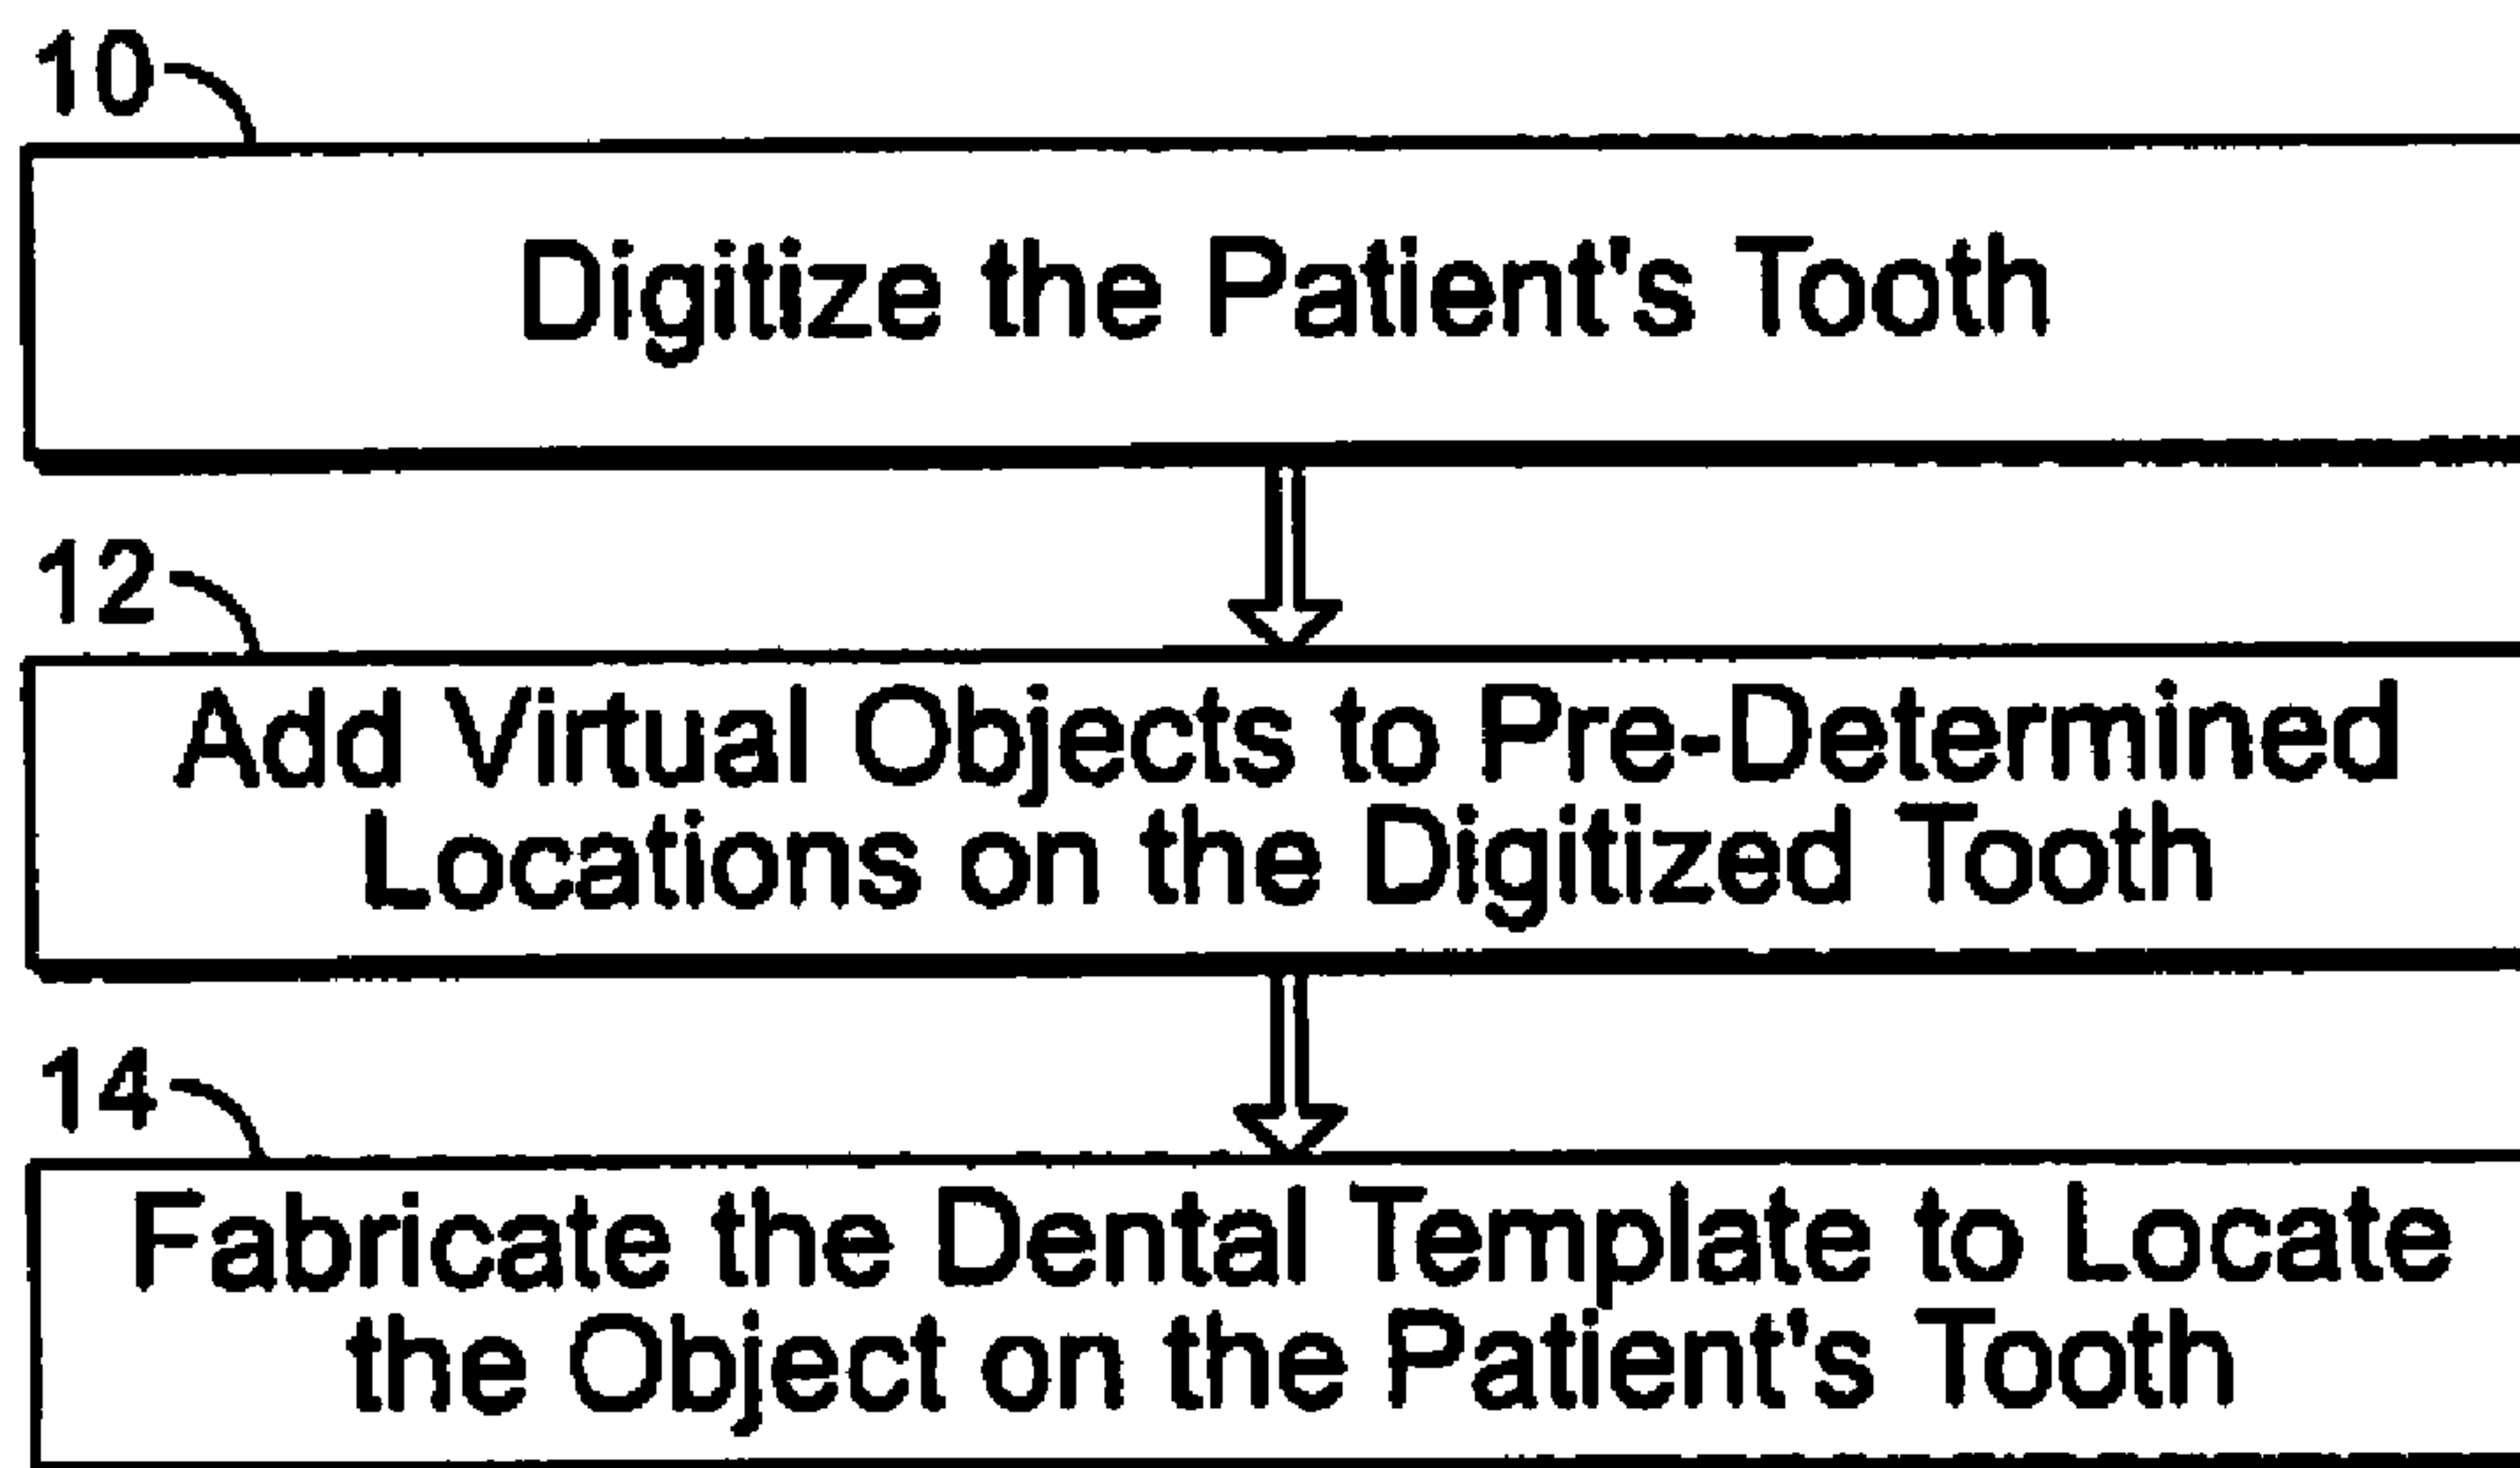 10
Digitize the Patient's Tooth
12
Add Virtual Objects to Pre-Determined
Locations on the Digitized Tooth
14
Fabricate the Dental Template to Locate
the Object on the Patient's Tooth